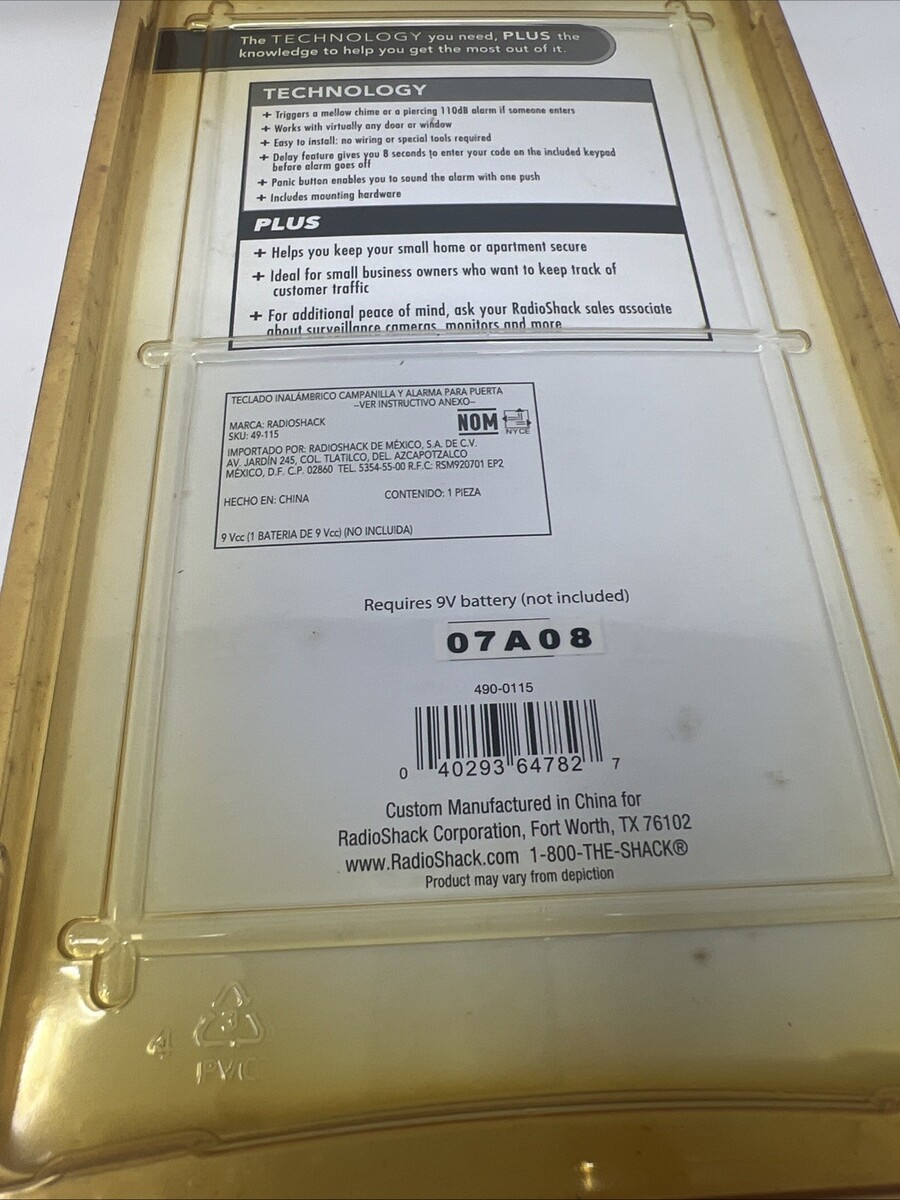 The TECHNOLOGY you need, PLUS the
knowledge to help you get the most out of it.
TECHNOLOGY
+ Triggers a mellow chime or a piercing 110dB alarm if someone enters
+ Works with virtually any door or window
+ Easy to install: no wiring or special tools required
+ Delay feature gives you 8 seconds to enter your code on the included keypad
before alarm goes off
+ Panic button enables you to sound the alarm with one push
+ Includes mounting hardware
PLUS
+ Helps you keep your small home or apartment secure
+ Ideal for small business owners who want to keep track of
customer traffic
+ For additional peace of mind, ask your RadioShack sales associate
about surveillance cameras, monitors and more
TECLADO INALÁMBRICO CAMPANILLA Y ALARMA PARA PUERTA
–VER INSTRUCTIVO ANEXO–
MARCA: RADIOSHACK
SKU: 49-115
NOM
NYCE
IMPORTADO POR: RADIOSHACK DE MÉXICO, S.A. DE C.V.
AV. JARDÍN 245, COL. TLATILCO, DEL. AZCAPOTZALCO
MÉXICO, D.F. C.P. 02860 TEL. 5354-55-00 R.F.C: RSM920701 EP2
HECHO EN: CHINA CONTENIDO: 1 PIEZA
9 Vcc (1 BATERIA DE 9 Vcc) (NO INCLUIDA)
Requires 9V battery (not included)
07A08
490-0115
0 40293 64782 7
Custom Manufactured in China for
RadioShack Corporation, Fort Worth, TX 76102
www.RadioShack.com 1-800-THE-SHACK®
Product may vary from depiction
4 3
PVC